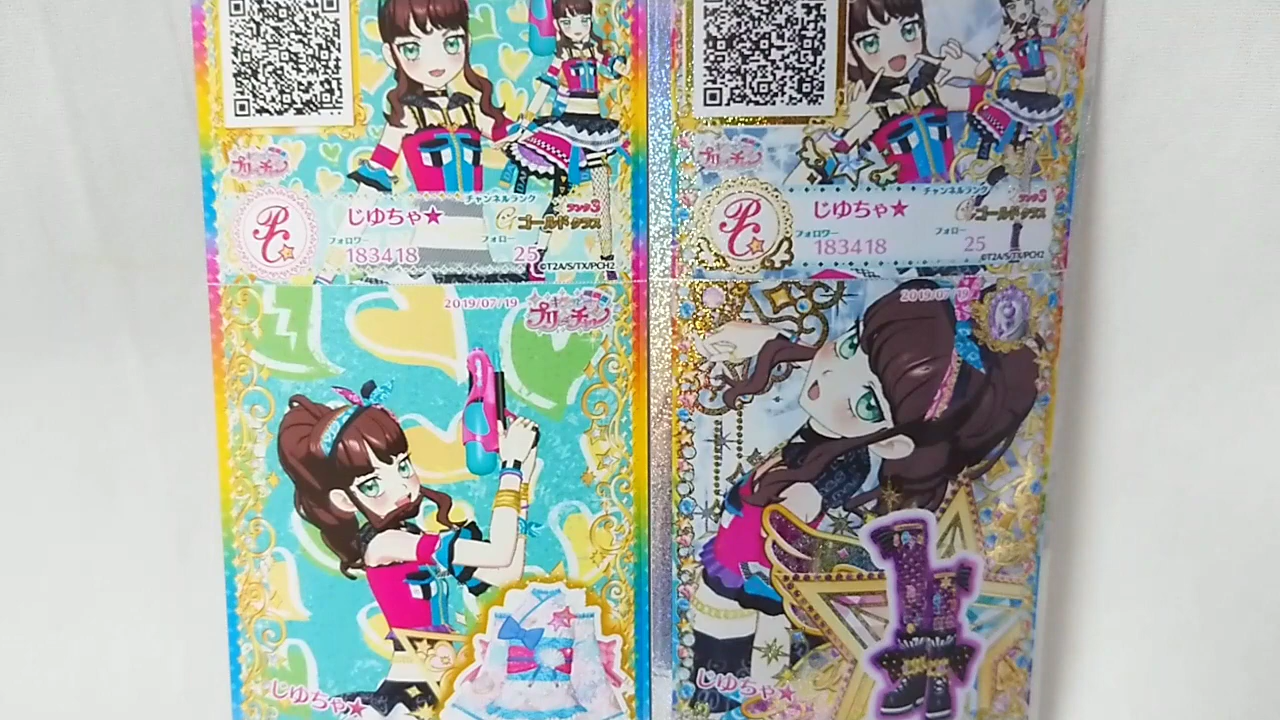 プリチャン
チャンネルランク
じゆちゃ★
ランク3
ゴールドクラス
フォロワー
183418
フォロー
25
©T2A/S/TX/PCH2
2019/07/19
キラッと
プリ☆チャン
じゆちゃ★
プリチャン
チャンネルランク
じゆちゃ★
ランク3
ゴールドクラス
フォロワー
183418
フォロー
25
©T2A/S/TX/PCH2
2019/07/19
じゆちゃ★